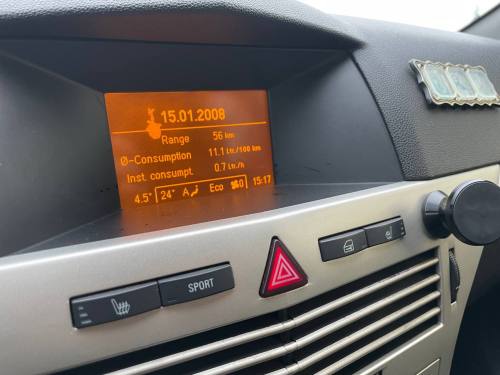 15.01.2008
Range 56 km
Ø-Consumption 11.1 Ltr./100 km
Inst. consumpt. 0.7 Ltr./h
4.5° 24° A Eco 0 15:17
SPORT